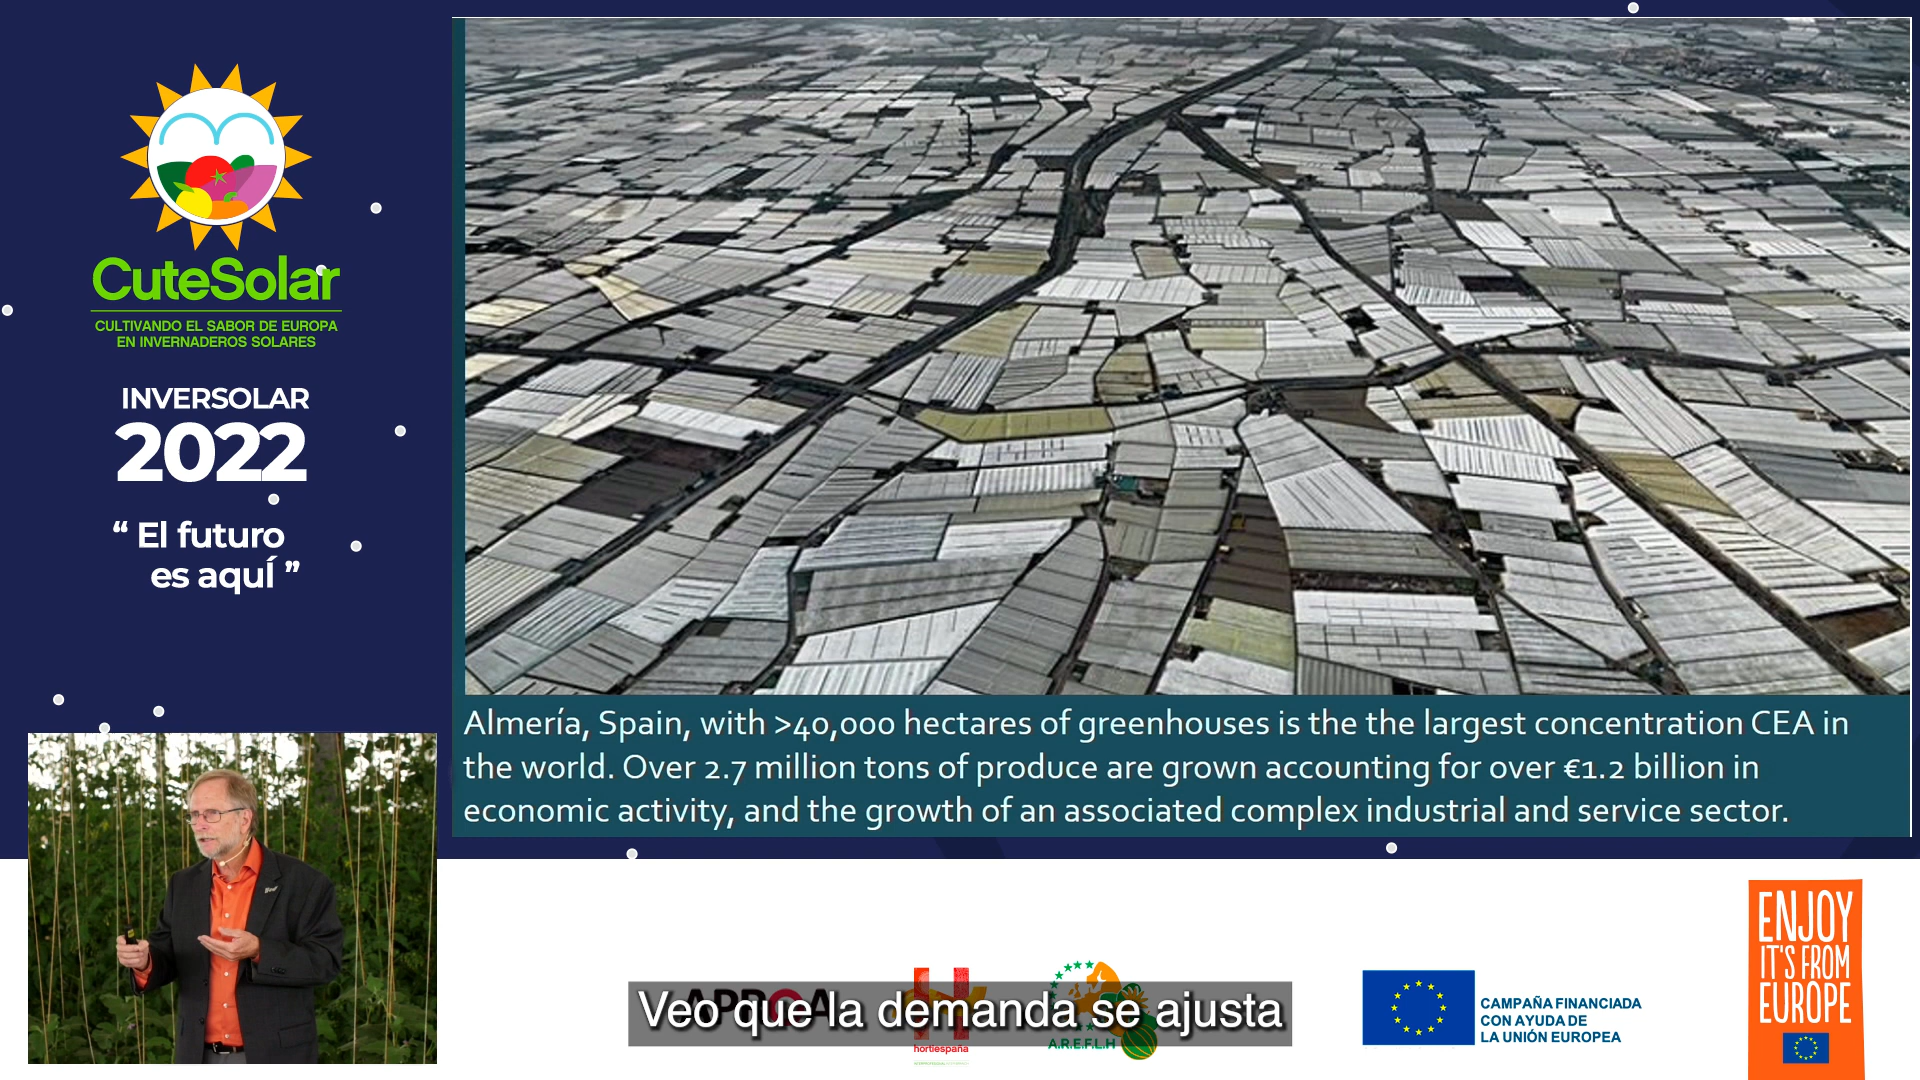 CuteSolar
CULTIVANDO EL SABOR DE EUROPA
EN INVERNADEROS SOLARES
INVERSOLAR
2022
“ El futuro
es aquÍ ”
Almería, Spain, with >40,000 hectares of greenhouses is the the largest concentration CEA in
the world. Over 2.7 million tons of produce are grown accounting for over €1.2 billion in
economic activity, and the growth of an associated complex industrial and service sector.
Veo que la demanda se ajusta
APROA
H
hortiespaña
A.R.E.F.L.H
CAMPAÑA FINANCIADA
CON AYUDA DE
LA UNIÓN EUROPEA
ENJOY
IT'S FROM
EUROPE